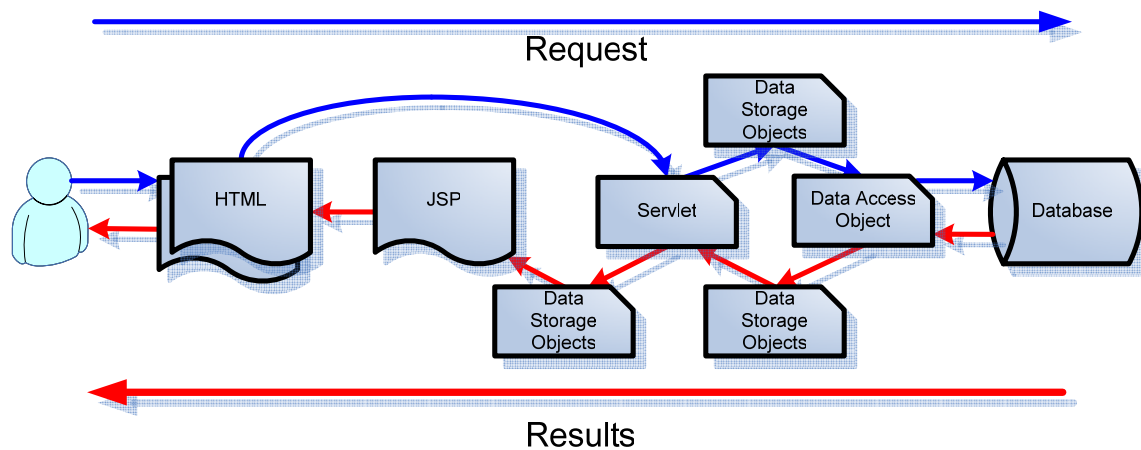 Request
Data
Storage
Objects
HTML
JSP
Servlet
Data Access
Object
Database
Data
Storage
Objects
Data
Storage
Objects
Results